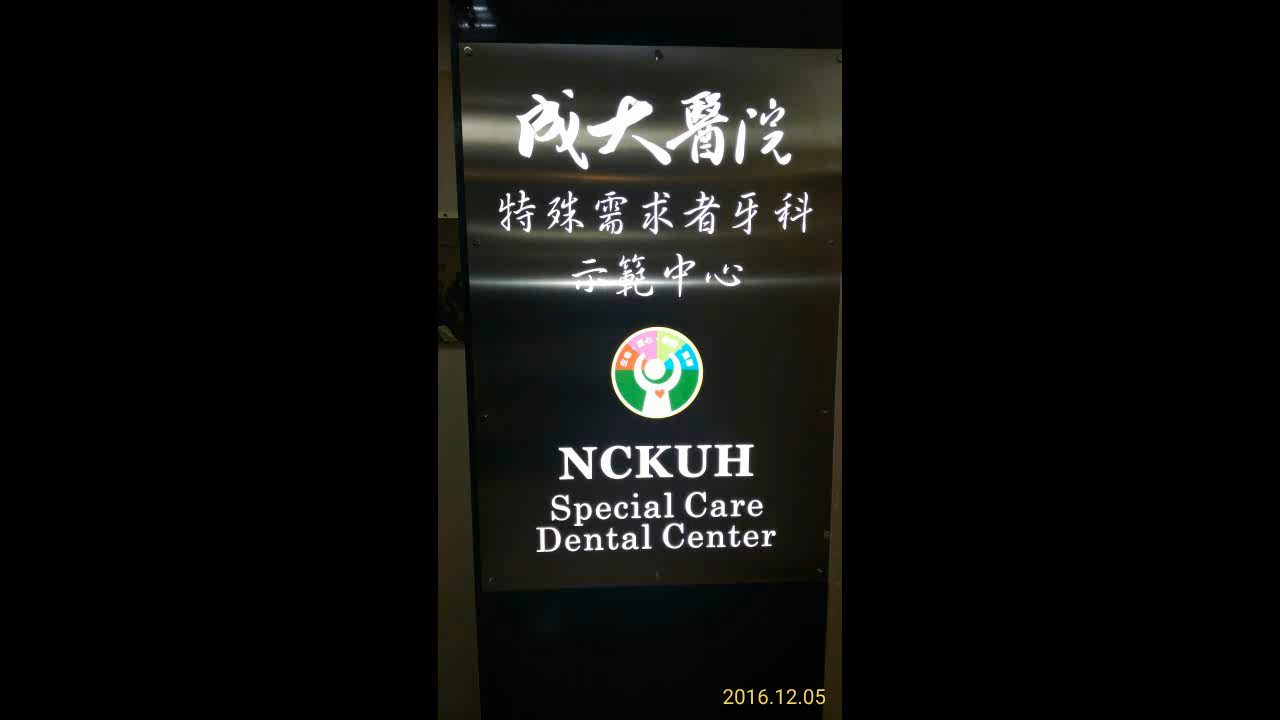 成大醫院
特殊需求者牙科
示範中心
NCKUH
Special Care
Dental Center
2016.12.05